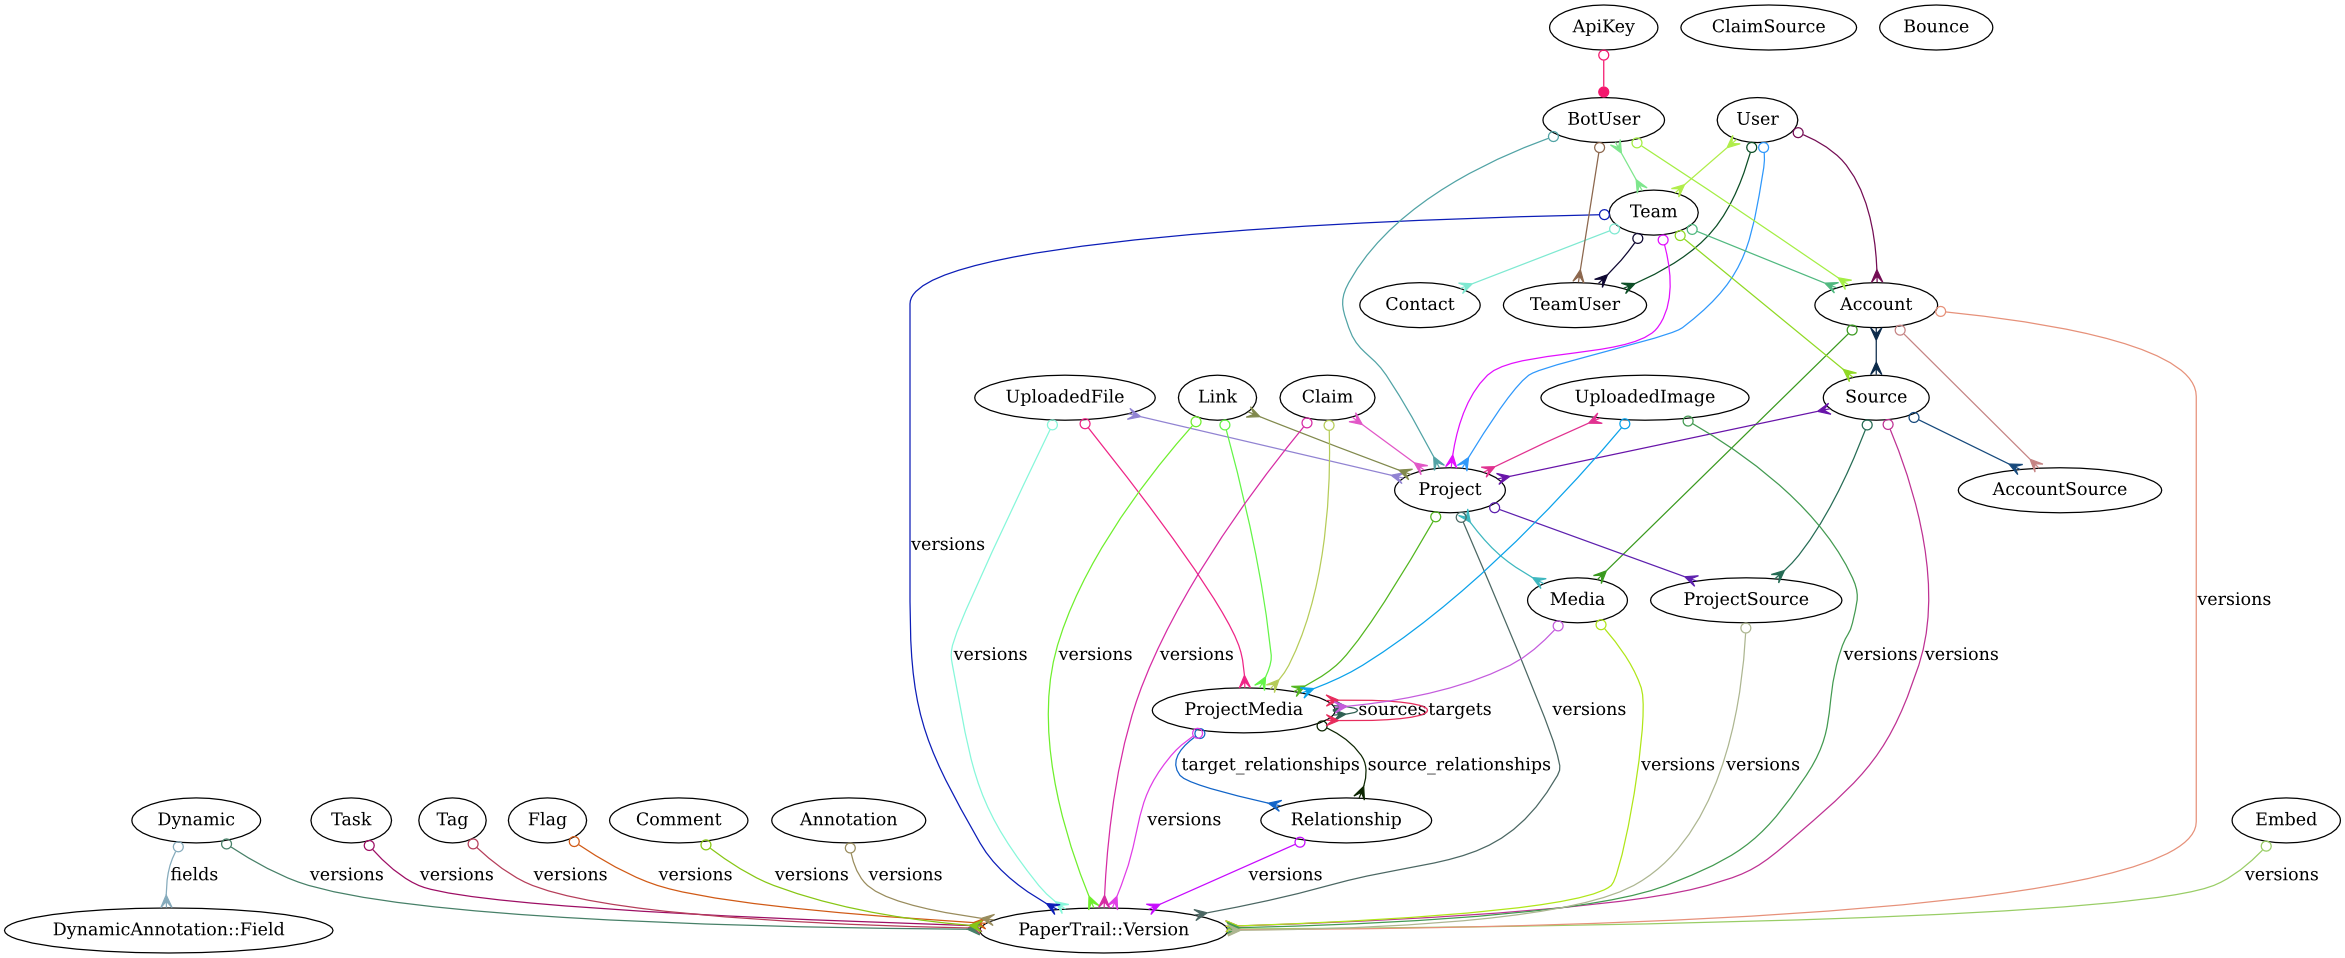 ApiKey
ClaimSource
Bounce
BotUser
User
Team
Contact
TeamUser
Account
UploadedFile
Link
Claim
UploadedImage
Source
Project
AccountSource
versions
Media
ProjectSource
versions
versions
versions
versions
versions
versions
ProjectMedia
sources
targets
versions
target_relationships
source_relationships
versions
versions
Dynamic
Task
Tag
Flag
Comment
Annotation
versions
Relationship
Embed
fields
versions
versions
versions
versions
versions
versions
versions
versions
DynamicAnnotation::Field
PaperTrail::Version